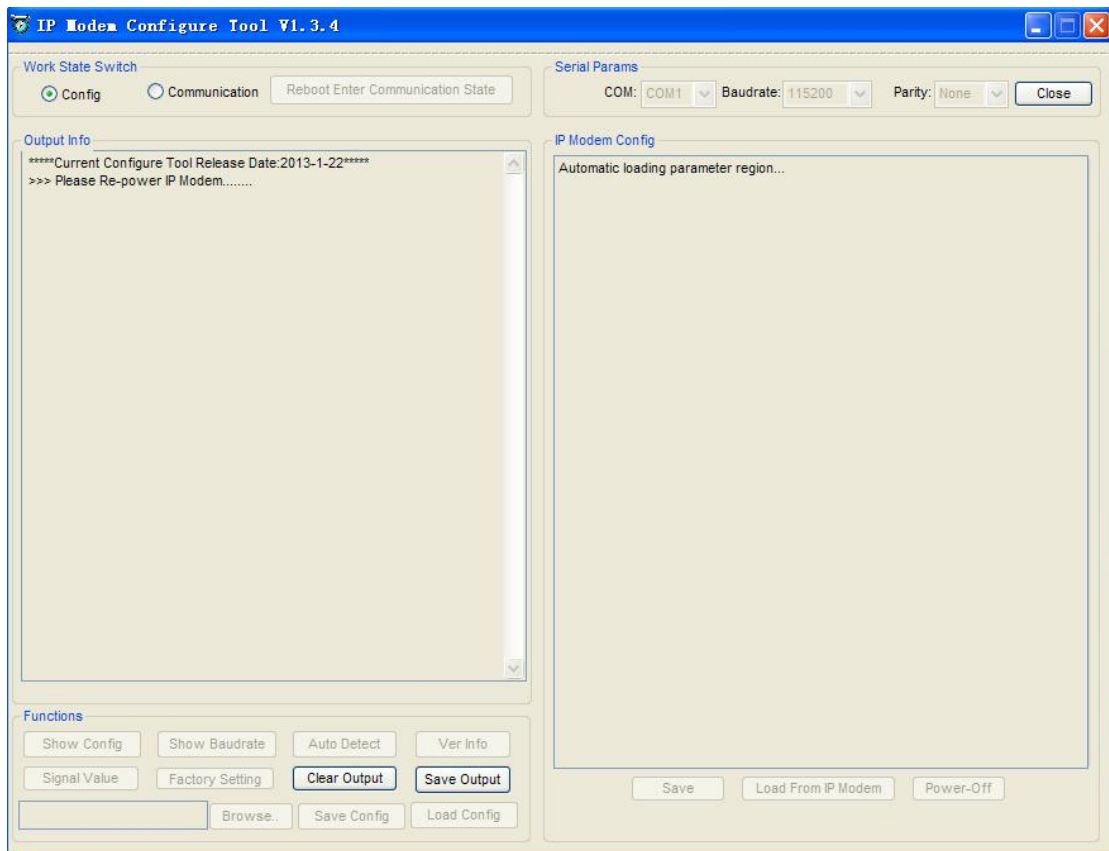 IP Modem Configure Tool V1.3.4
Work State Switch
Config Communication Reboot Enter Communication State
Serial Params
COM: COM1 Baudrate: 115200 Parity: None Close
Output Info
*****Current Configure Tool Release Date:2013-1-22*****
>>> Please Re-power IP Modem........
IP Modem Config
Automatic loading parameter region...
Functions
Show Config Show Baudrate Auto Detect Ver Info
Signal Value Factory Setting Clear Output Save Output
Browse.. Save Config Load Config
Save Load From IP Modem Power-Off